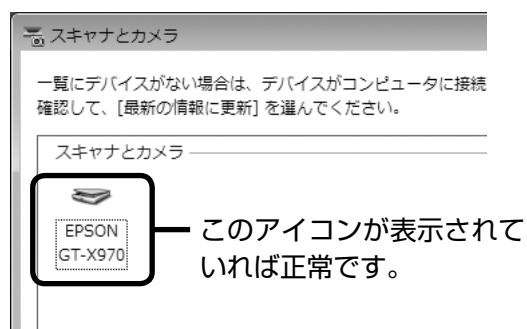 スキャナとカメラ
一覧にデバイスがない場合は、デバイスがコンピュータに接続
確認して、[最新の情報に更新] を選んでください。
スキャナとカメラ
EPSON
GT-X970
このアイコンが表示されて
いれば正常です。